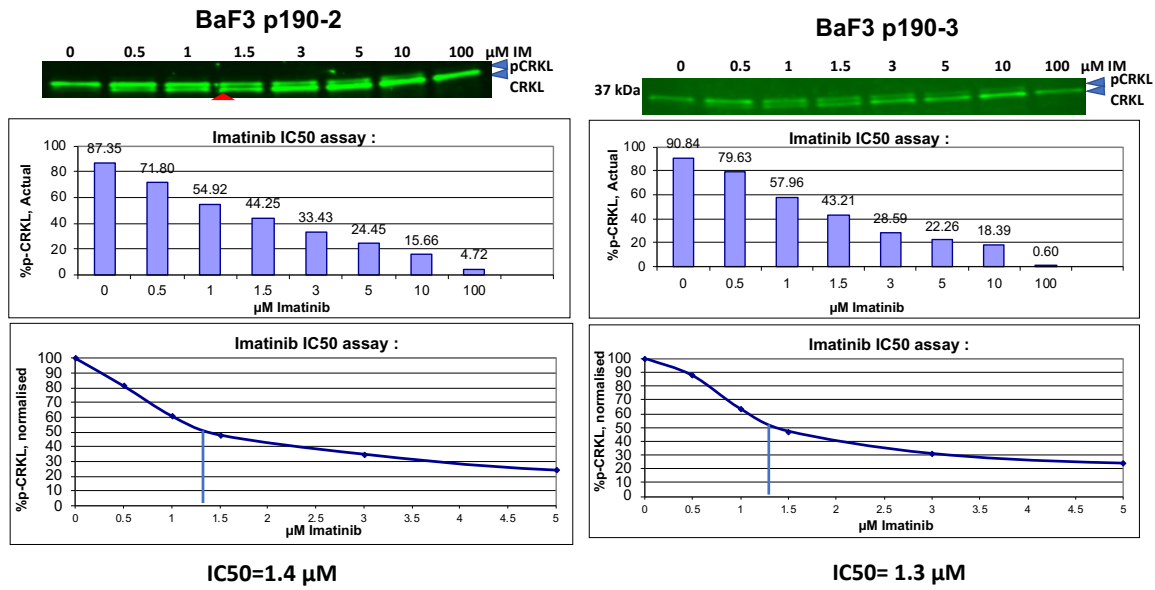 BaF3 p190-2
0 0.5 1 1.5 3 5 10 100 μM IM
pCRKL
CRKL
Imatinib IC50 assay :
%p-CRKL, Actual
100
80
60
40
20
0
87.35
71.80
54.92
44.25
33.43
24.45
15.66
4.72
0 0.5 1 1.5 3 5 10 100
μM Imatinib
Imatinib IC50 assay :
%p-CRKL, normalised
100
90
80
70
60
50
40
30
20
10
0
0 0.5 1 1.5 2 2.5 3 3.5 4 4.5 5
μM Imatinib
IC50=1.4 μM
BaF3 p190-3
0 0.5 1 1.5 3 5 10 100 μM IM
37 kDa
pCRKL
CRKL
Imatinib IC50 assay :
%p-CRKL, Actual
100
80
60
40
20
0
90.84
79.63
57.96
43.21
28.59
22.26
18.39
0.60
0 0.5 1 1.5 3 5 10 100
μM Imatinib
Imatinib IC50 assay :
%p-CRKL, normalised
100
90
80
70
60
50
40
30
20
10
0
0 0.5 1 1.5 2 2.5 3 3.5 4 4.5 5
μM Imatinib
IC50= 1.3 μM